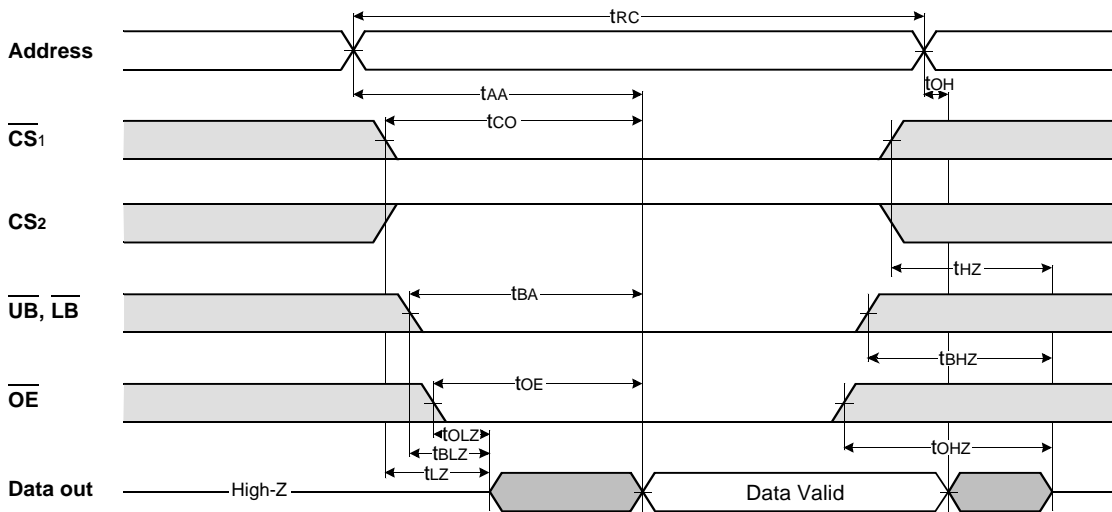 tRC
Address
tOH
tAA
tCO
CS1
CS2
tHZ
tBA
UB, LB
tBHZ
tOE
OE
tOLZ
tBLZ
tOHZ
tLZ
Data out
High-Z
Data Valid